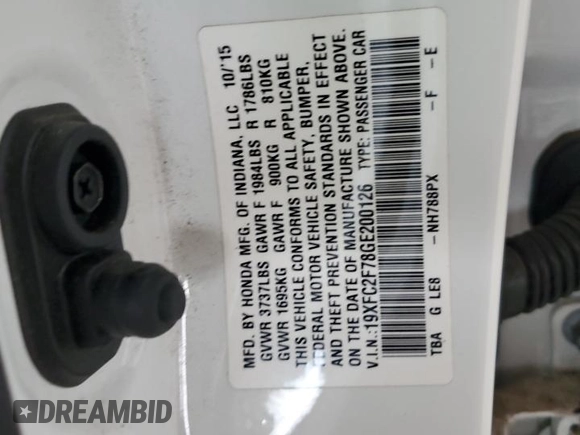 MFD. BY HONDA MFG. OF INDIANA, LLC 10/'15
GVWR 3737LBS GAWR F 1984LBS R 1786LBS
GVWR 1695KG GAWR F 900KG R 810KG
THIS VEHICLE CONFORMS TO ALL APPLICABLE
FEDERAL MOTOR VEHICLE SAFETY, BUMPER,
AND THEFT PREVENTION STANDARDS IN EFFECT
ON THE DATE OF MANUFACTURE SHOWN ABOVE.
V.I.N.:19XFC2F78GE200126 TYPE: PASSENGER CAR
TBA G LE8 -NH788PX -F -E
DREAMBID